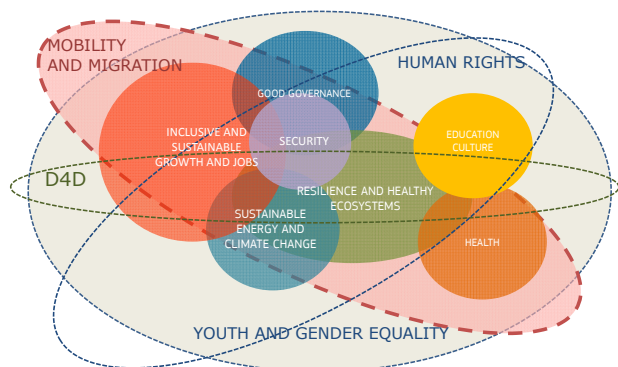 MOBILITY
AND MIGRATION
HUMAN RIGHTS
GOOD GOVERNANCE
INCLUSIVE AND
SUSTAINABLE
GROWTH AND JOBS
SECURITY
EDUCATION
CULTURE
D4D
RESILIENCE AND HEALTHY
ECOSYSTEMS
SUSTAINABLE
ENERGY AND
CLIMATE CHANGE
HEALTH
YOUTH AND GENDER EQUALITY